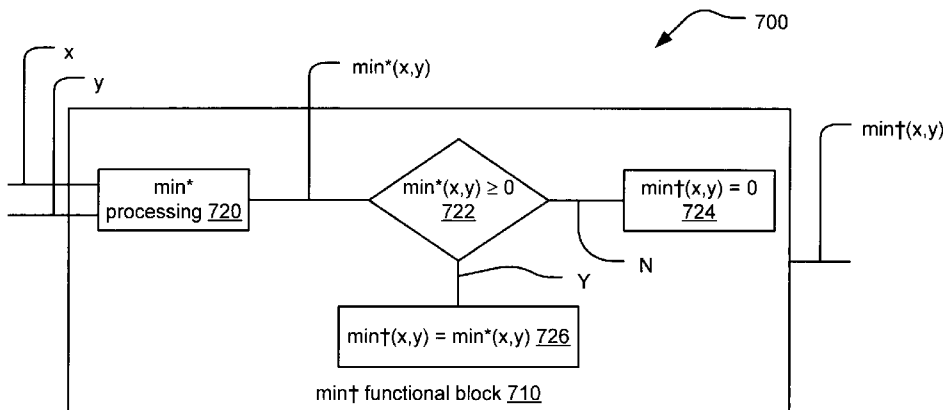 700
x
y
min*(x,y)
min†(x,y)
min*
processing 720
min*(x,y) ≥ 0
722
min†(x,y) = 0
724
Y
N
min†(x,y) = min*(x,y) 726
min† functional block 710